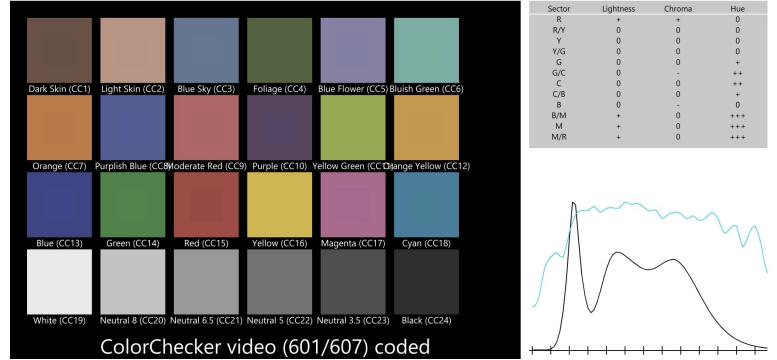 Dark Skin (CC1) Light Skin (CC2) Blue Sky (CC3) Foliage (CC4) Blue Flower (CC5) Bluish Green (CC6)
Orange (CC7) Purplish Blue (CC8) Moderate Red (CC9) Purple (CC10) Yellow Green (CC11) Orange Yellow (CC12)
Blue (CC13) Green (CC14) Red (CC15) Yellow (CC16) Magenta (CC17) Cyan (CC18)
White (CC19) Neutral 8 (CC20) Neutral 6.5 (CC21) Neutral 5 (CC22) Neutral 3.5 (CC23) Black (CC24)
ColorChecker video (601/607) coded
Sector Lightness Chroma Hue
R + + 0
R/Y 0 0 0
Y 0 0 0
Y/G 0 0 0
G 0 0 +
G/C 0 - ++
C 0 0 ++
C/B 0 0 +
B 0 - 0
B/M + 0 +++
M + 0 +++
M/R + 0 +++